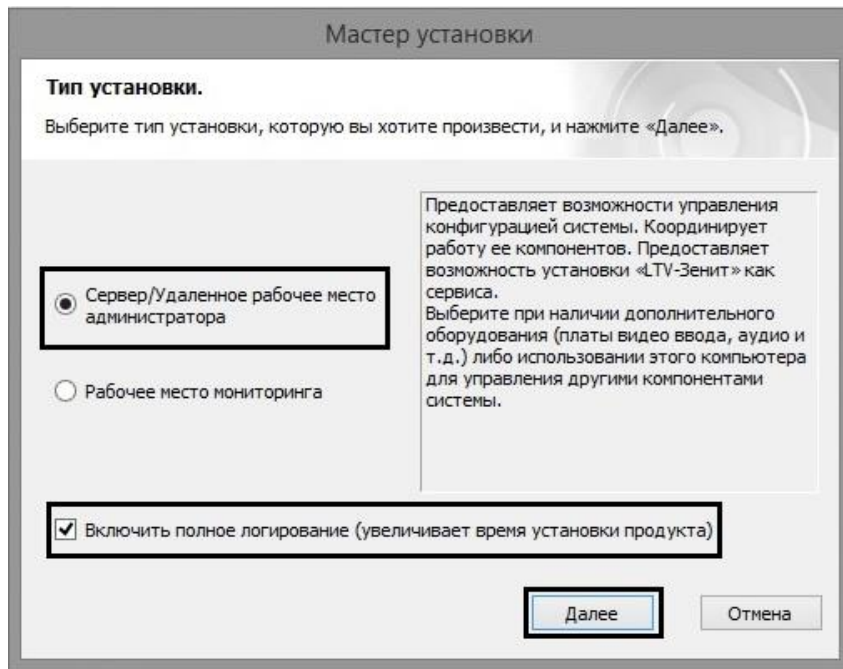 Мастер установки
Тип установки.
Выберите тип установки, которую вы хотите произвести, и нажмите «Далее».
Сервер/Удаленное рабочее место
администратора
Рабочее место мониторинга
Предоставляет возможности управления
конфигурацией системы. Координирует
работу ее компонентов. Предоставляет
возможность установки «LTV-Зенит» как
сервиса.
Выберите при наличии дополнительного
оборудования (платы видео ввода, аудио и
т.д.) либо использовании этого компьютера
для управления другими компонентами
системы.
Включить полное логирование (увеличивает время установки продукта)
Далее
Отмена